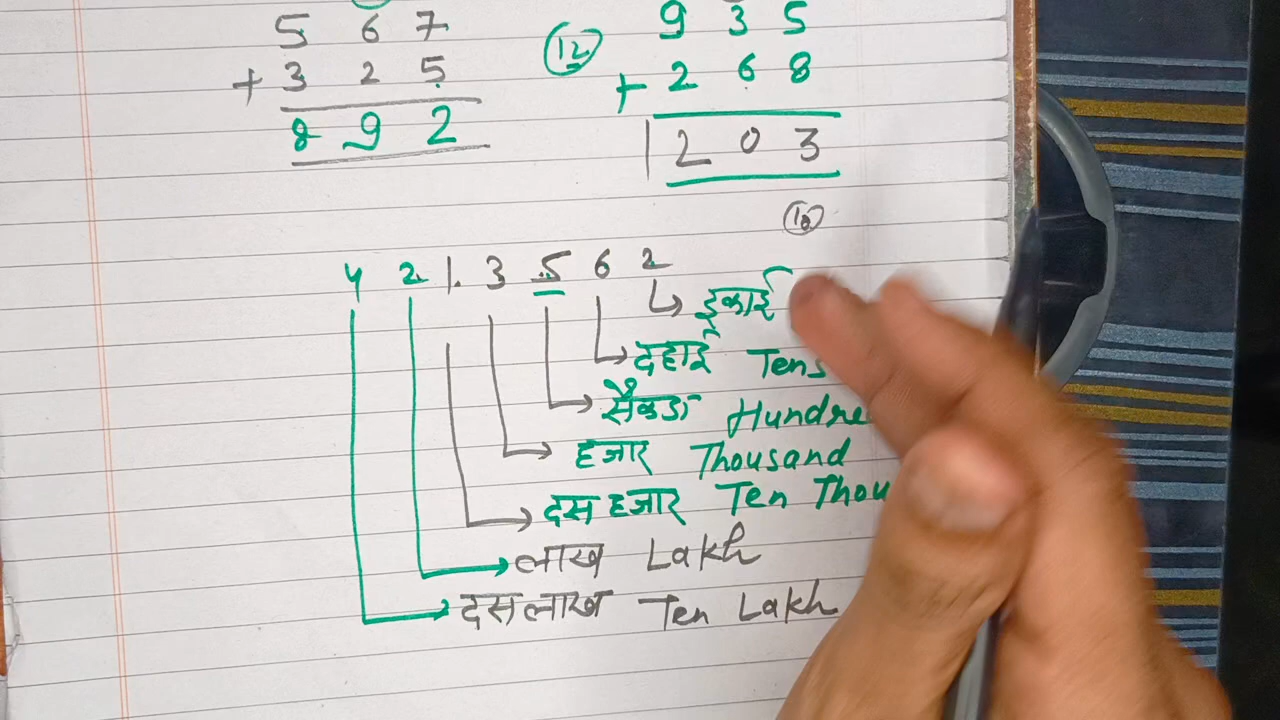 5 6 7
+ 3 2 5
8 9 2
12
9 3 5
+ 2 6 8
1 2 0 3
10
4 2 1 3 5 6 2
इकाई
दहाई Tens
सैकडा
हजार Thousand
दस हजार Ten
लाख Lakh
दस लाख Ten Lakh